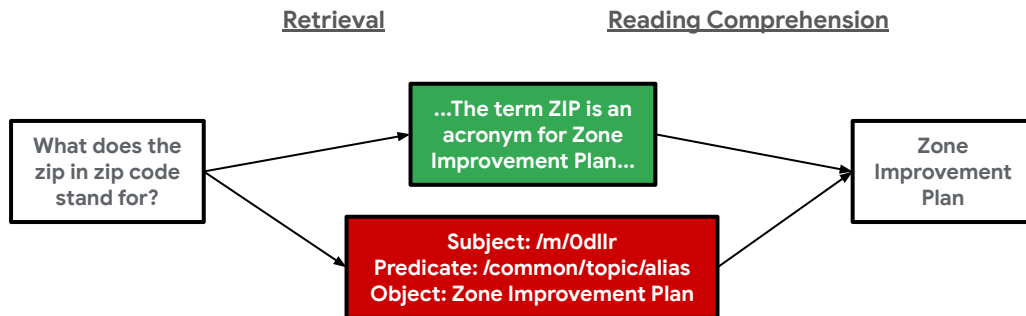 Retrieval
Reading Comprehension
What does the
zip in zip code
stand for?
...The term ZIP is an
acronym for Zone
Improvement Plan...
Subject: /m/0dllr
Predicate: /common/topic/alias
Object: Zone Improvement Plan
Zone
Improvement
Plan